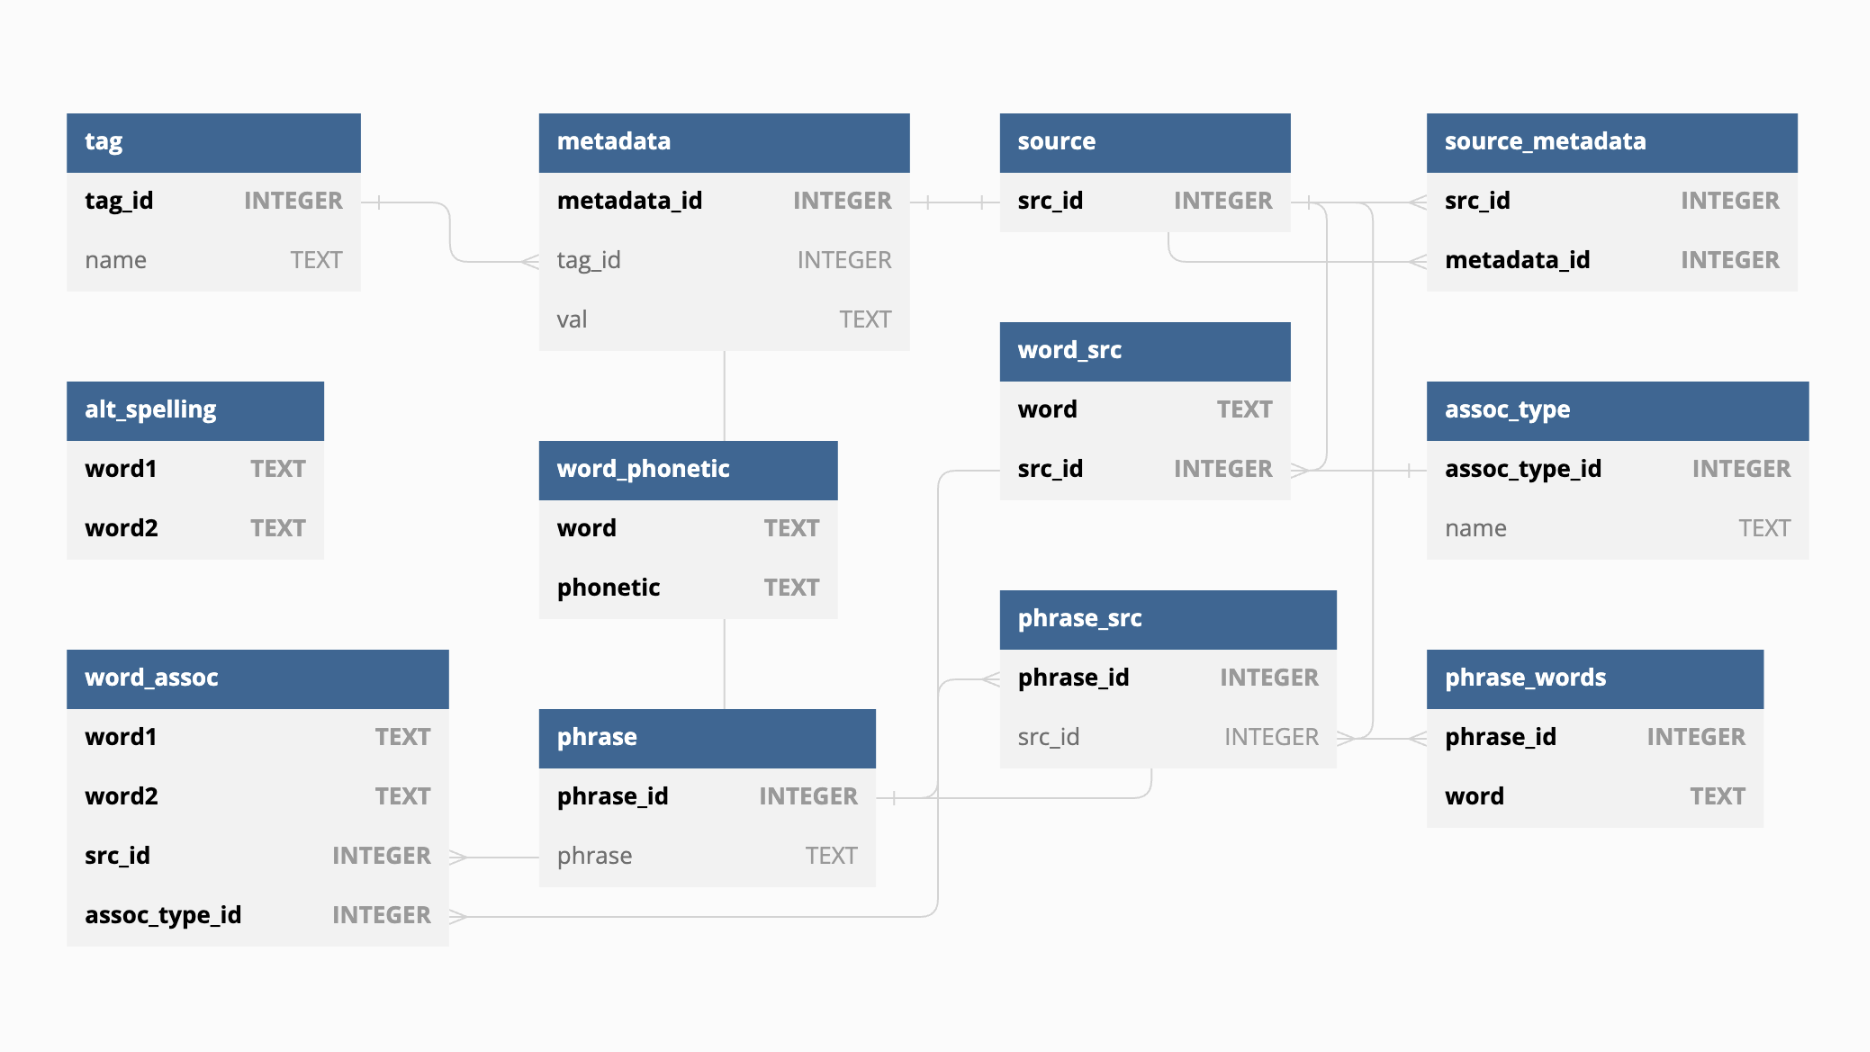 tag
tag_id INTEGER
name TEXT
metadata
metadata_id INTEGER
tag_id INTEGER
val TEXT
source
src_id INTEGER
source_metadata
src_id INTEGER
metadata_id INTEGER
alt_spelling
word1 TEXT
word2 TEXT
word_phonetic
word TEXT
phonetic TEXT
word_src
word TEXT
src_id INTEGER
assoc_type
assoc_type_id INTEGER
name TEXT
word_assoc
word1 TEXT
word2 TEXT
src_id INTEGER
assoc_type_id INTEGER
phrase
phrase_id INTEGER
phrase TEXT
phrase_src
phrase_id INTEGER
src_id INTEGER
phrase_words
phrase_id INTEGER
word TEXT